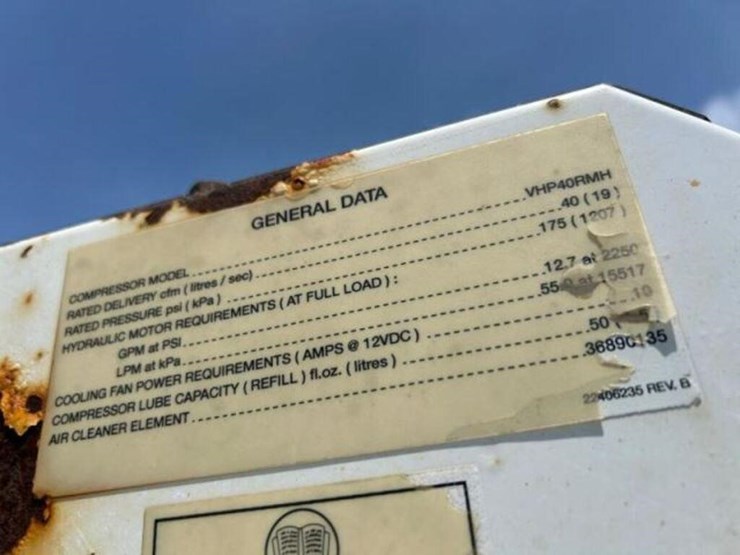 GENERAL DATA
COMPRESSOR MODEL VHP40RMH
RATED DELIVERY cfm ( litres / sec) 40 ( 19 )
RATED PRESSURE psi ( kPa ) 175 ( 1207 )
HYDRAULIC MOTOR REQUIREMENTS ( AT FULL LOAD ) :
GPM at PSI 12.7 at 2250
LPM at kPa at 15517
COOLING FAN POWER REQUIREMENTS ( AMPS @ 12VDC ) 10
COMPRESSOR LUBE CAPACITY ( REFILL ) fl.oz. ( litres ) 50
AIR CLEANER ELEMENT 36890135
22406235 REV. B